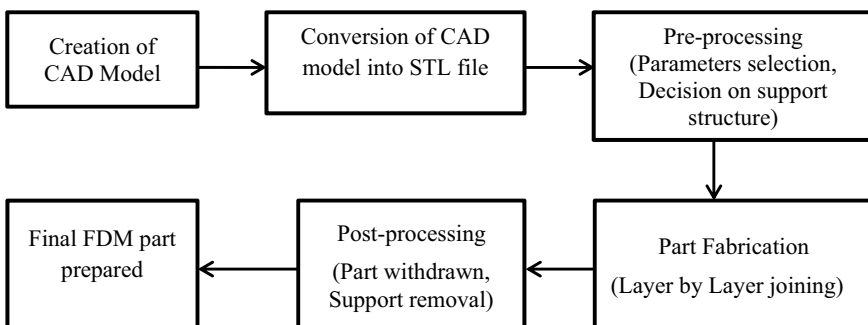 Creation of
CAD Model
Conversion of CAD
model into STL file
Pre-processing
(Parameters selection,
Decision on support
structure)
Part Fabrication
(Layer by Layer joining)
Post-processing
(Part withdrawn,
Support removal)
Final FDM part
prepared